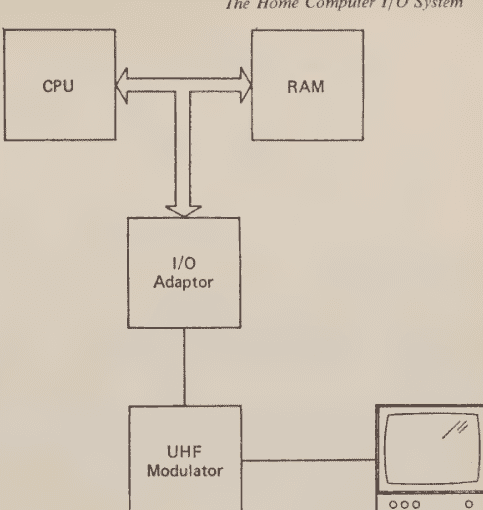 The Home Computer I/O System
CPU
RAM
I/O
Adaptor
UHF
Modulator